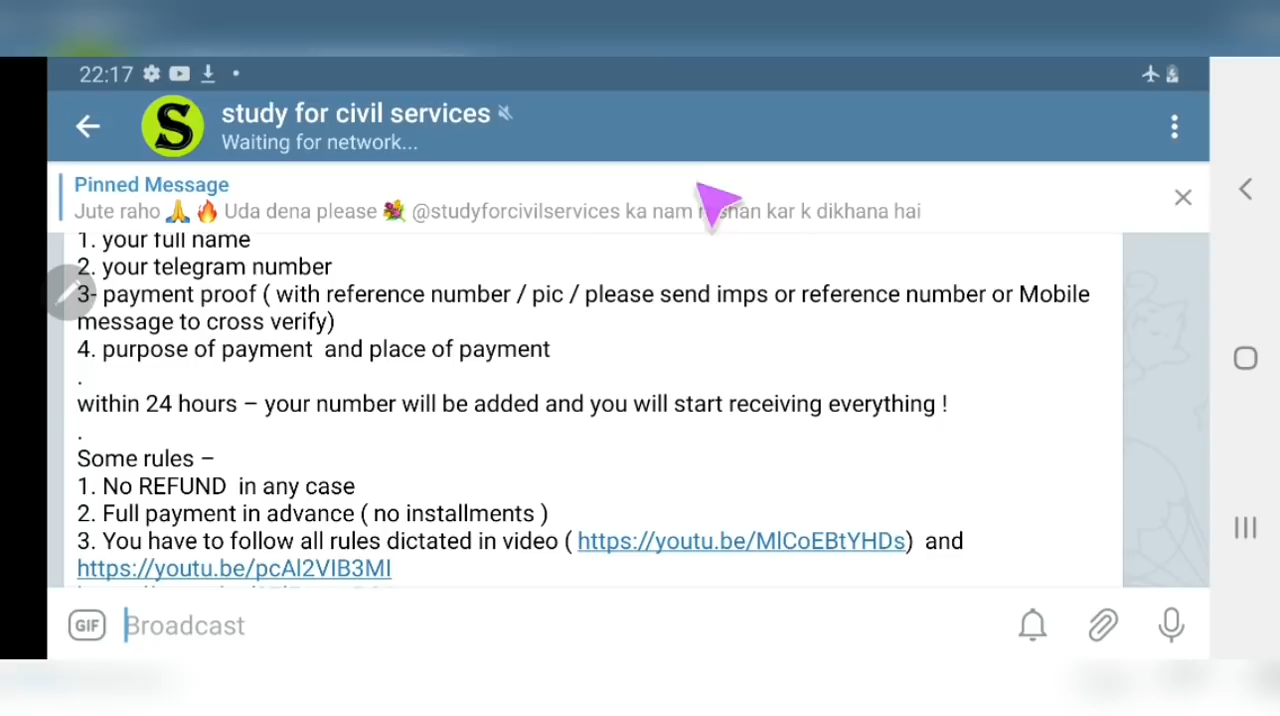 22:17
study for civil services
Waiting for network...
Pinned Message
Jute raho 🙏 🔥 Uda dena please 💐 @studyforcivilservices ka nam kar k dikhana hai
1. your full name
2. your telegram number
3- payment proof ( with reference number / pic / please send imps or reference number or Mobile
message to cross verify)
4. purpose of payment and place of payment
.
within 24 hours – your number will be added and you will start receiving everything !
.
Some rules –
1. No REFUND in any case
2. Full payment in advance ( no installments )
3. You have to follow all rules dictated in video ( https://youtu.be/MlCoEBtYHDs) and
https://youtu.be/pcAl2VIB3MI
GIF Broadcast